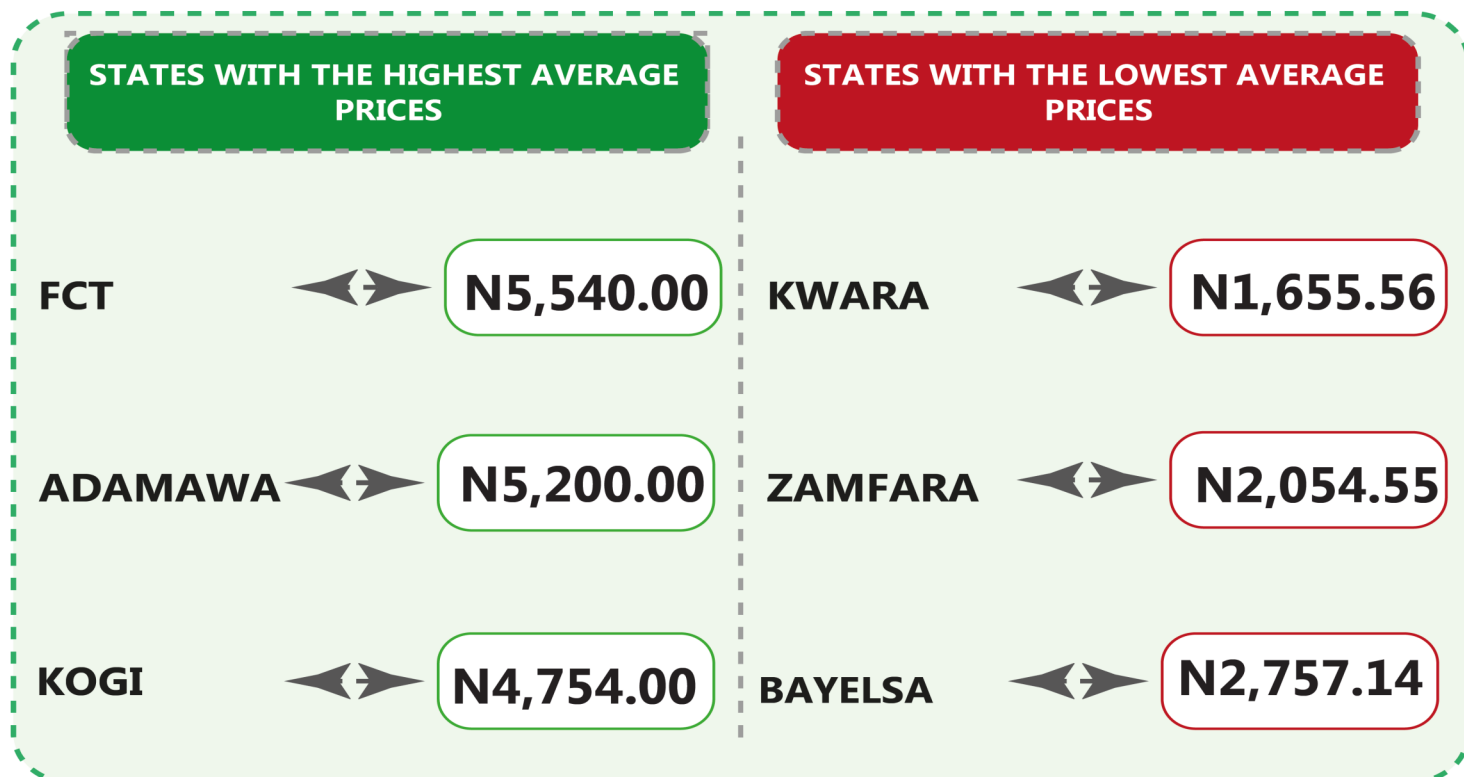 STATES WITH THE HIGHEST AVERAGE
PRICES
FCT N5,540.00
ADAMAWA N5,200.00
KOGI N4,754.00
STATES WITH THE LOWEST AVERAGE
PRICES
KWARA N1,655.56
ZAMFARA N2,054.55
BAYELSA N2,757.14